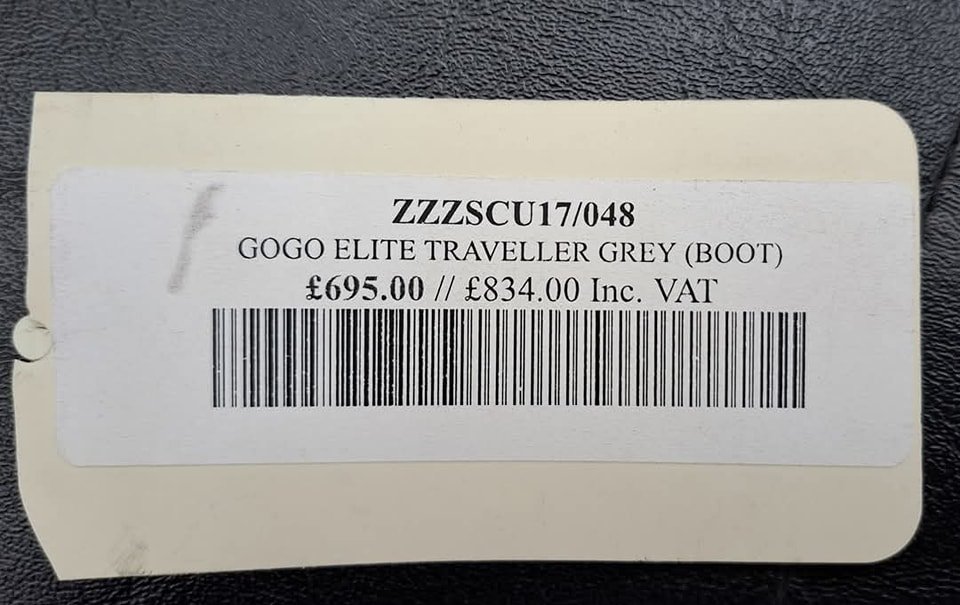 ZZZSCU17/048
GOGO ELITE TRAVELLER GREY (BOOT)
£695.00 // £834.00 Inc. VAT